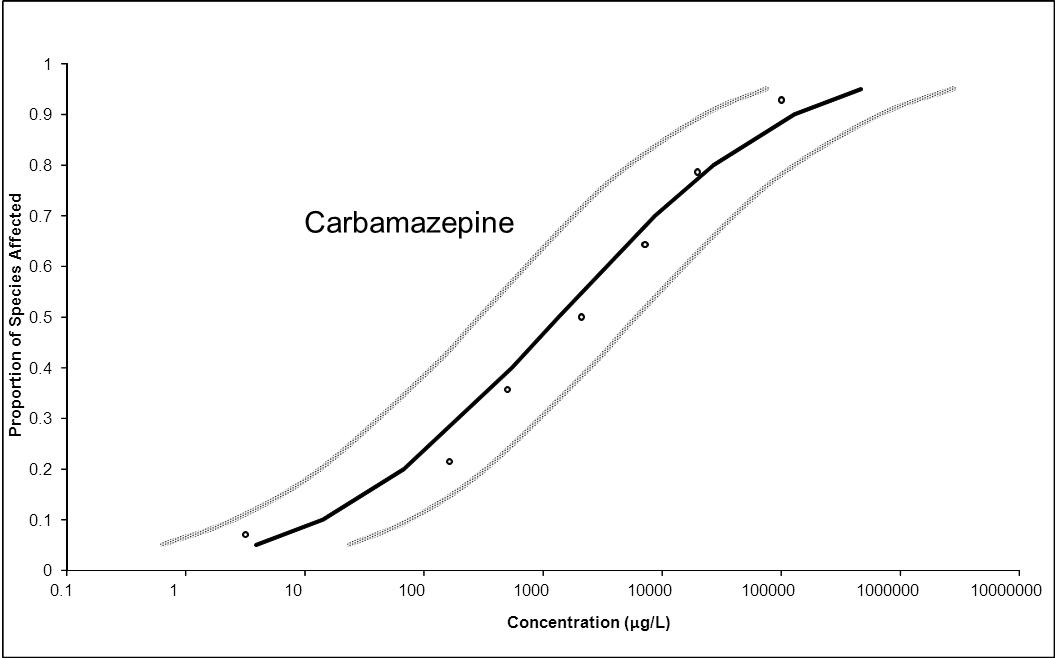 1
0.9
0.8
0.7
0.6
0.5
0.4
0.3
0.2
0.1
0
Proportion of Species Affected
Carbamazepine
0.1 1 10 100 1000 10000 100000 1000000 10000000
Concentration (µg/L)